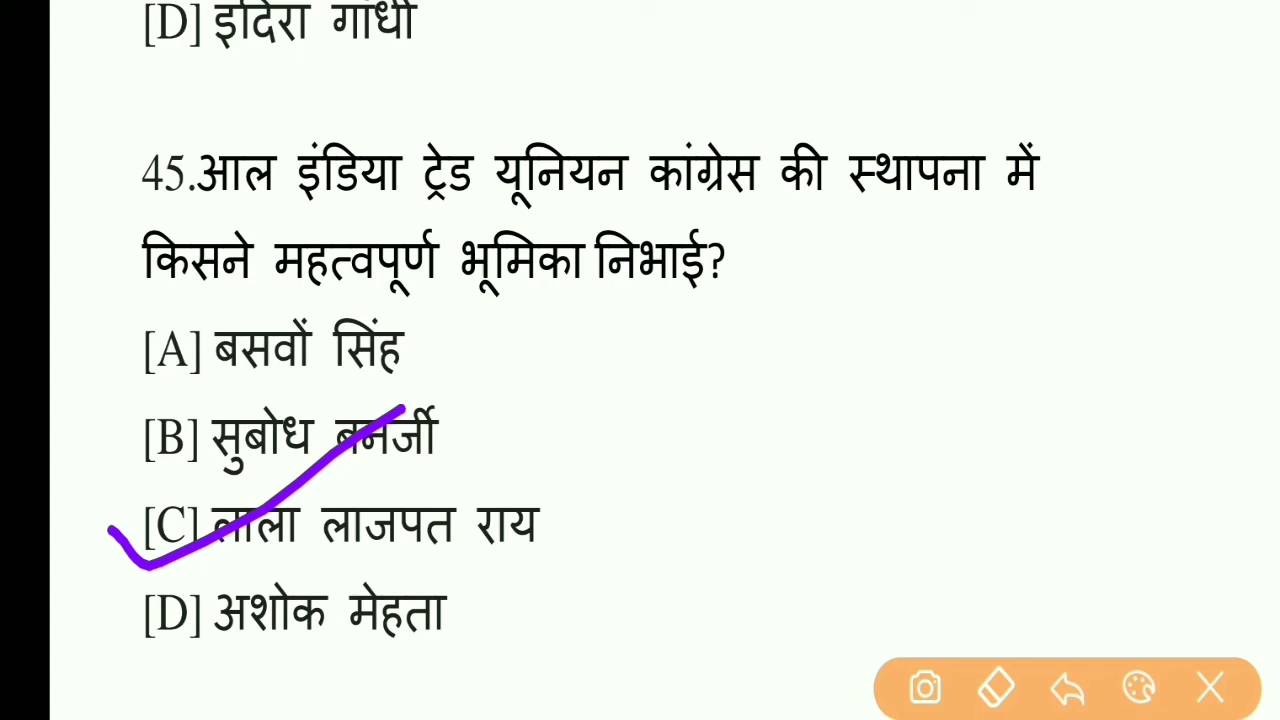 [D] इंदिरा गांधी
45.आल इंडिया ट्रेड यूनियन कांग्रेस की स्थापना में
किसने महत्वपूर्ण भूमिका निभाई?
[A] बसवों सिंह
[B] सुबोध बनर्जी
[C] लाला लाजपत राय
[D] अशोक मेहता